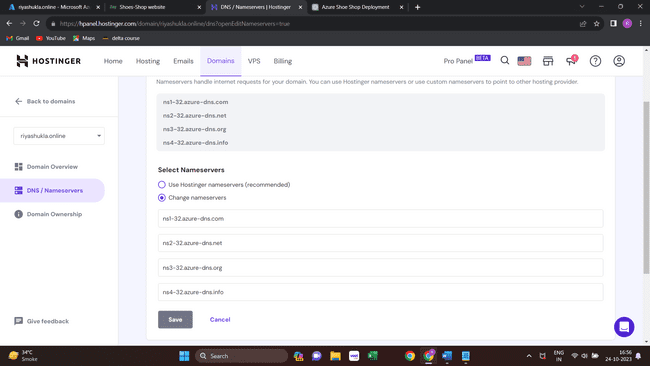 riyashukla.online - Microsoft Az
Shoes-Shop website
DNS / Nameservers | Hostinger
Azure Shoe Shop Deployment
https://hpanel.hostinger.com/domain/riyashukla.online/dns?openEditNameservers=true
Gmail
YouTube
Maps
delta course
HOSTINGER
Home
Hosting
Emails
Domains
VPS
Billing
Pro Panel BETA
Nameservers handle internet requests for your domain. You can use Hostinger nameservers or use custom nameservers to point to other hosting provider.
Back to domains
ns1-32.azure-dns.com
ns2-32.azure-dns.net
ns3-32.azure-dns.org
ns4-32.azure-dns.info
riyashukla.online
Domain Overview
DNS / Nameservers
Domain Ownership
Select Nameservers
Use Hostinger nameservers (recommended)
Change nameservers
ns1-32.azure-dns.com
ns2-32.azure-dns.net
ns3-32.azure-dns.org
ns4-32.azure-dns.info
Save
Cancel
Give feedback
34°C
Smoke
Search
ENG
IN
16:56
24-10-2023